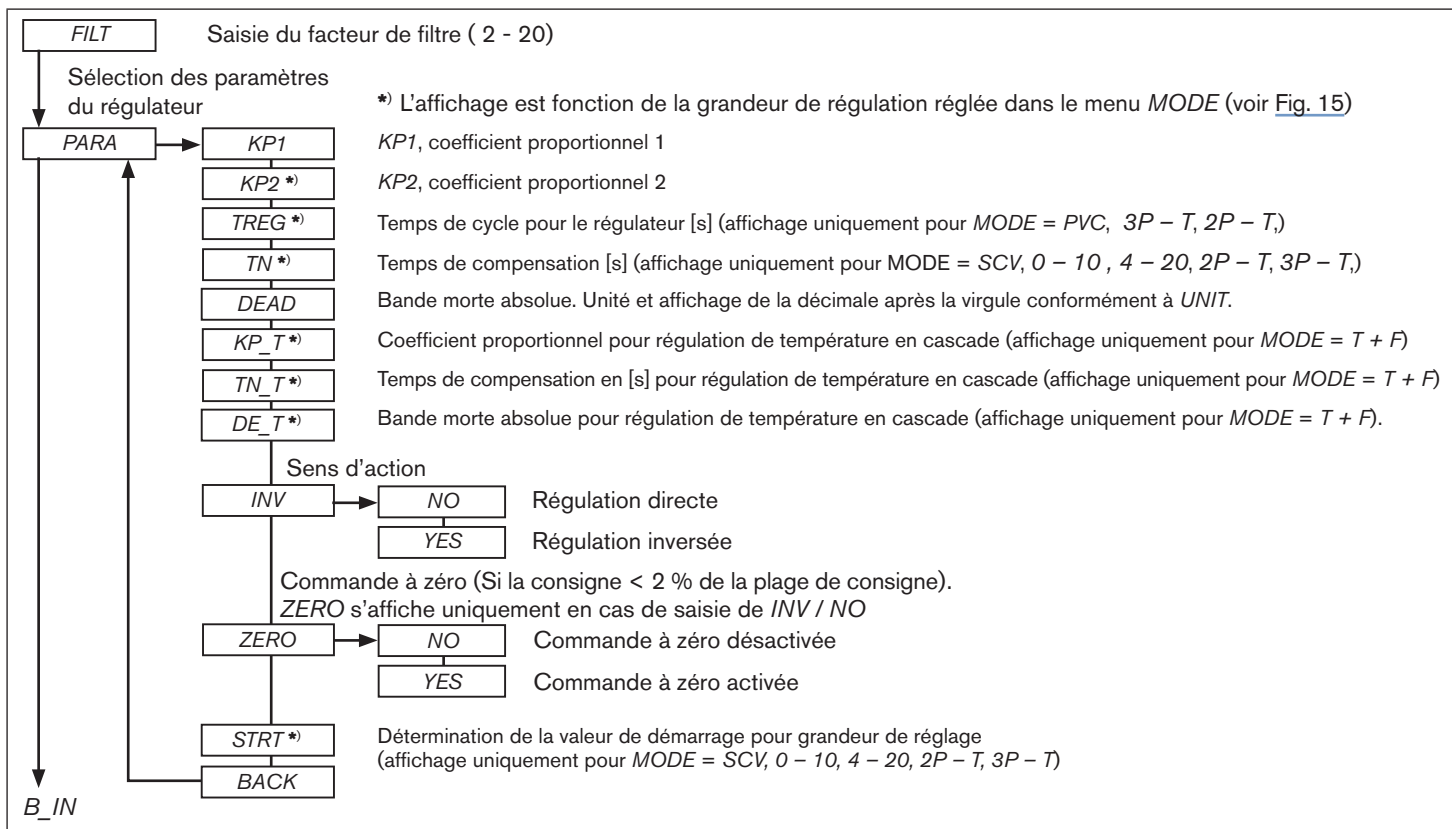 FILT Saisie du facteur de filtre ( 2 - 20)
Sélection des paramètres
du régulateur
*) L'affichage est fonction de la grandeur de régulation réglée dans le menu MODE (voir Fig. 15)
PARA KP1 KP1, coefficient proportionnel 1
KP2 *) KP2, coefficient proportionnel 2
TREG *) Temps de cycle pour le régulateur [s] (affichage uniquement pour MODE = PVC, 3P – T, 2P – T,)
TN *) Temps de compensation [s] (affichage uniquement pour MODE = SCV, 0 – 10 , 4 – 20, 2P – T, 3P – T,)
DEAD Bande morte absolue. Unité et affichage de la décimale après la virgule conformément à UNIT.
KP_T *) Coefficient proportionnel pour régulation de température en cascade (affichage uniquement pour MODE = T + F)
TN_T *) Temps de compensation en [s] pour régulation de température en cascade (affichage uniquement pour MODE = T + F)
DE_T *) Bande morte absolue pour régulation de température en cascade (affichage uniquement pour MODE = T + F).
Sens d'action
INV NO Régulation directe
YES Régulation inversée
Commande à zéro (Si la consigne < 2 % de la plage de consigne).
ZERO s'affiche uniquement en cas de saisie de INV / NO
ZERO NO Commande à zéro désactivée
YES Commande à zéro activée
STRT *) Détermination de la valeur de démarrage pour grandeur de réglage
(affichage uniquement pour MODE = SCV, 0 – 10, 4 – 20, 2P – T, 3P – T)
BACK
B_IN